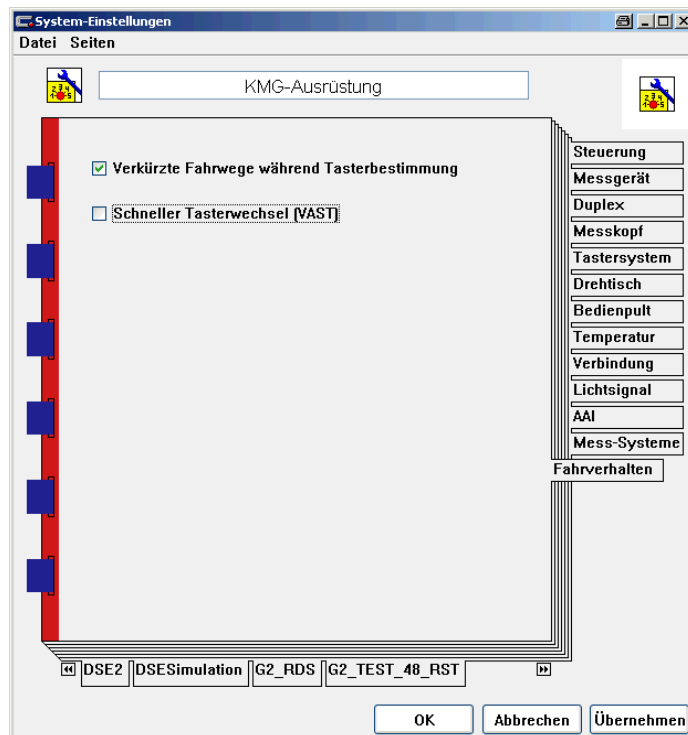 System-Einstellungen
Datei Seiten
KMG-Ausrüstung
Verkürzte Fahrwege während Tasterbestimmung
Schneller Tasterwechsel (VAST)
Steuerung
Messgerät
Duplex
Messkopf
Tastersystem
Drehtisch
Bedienpult
Temperatur
Verbindung
Lichtsignal
AAI
Mess-Systeme
Fahrverhalten
DSE2 DSESimulation G2_RDS G2_TEST_48_RST
OK Abbrechen Übernehmen